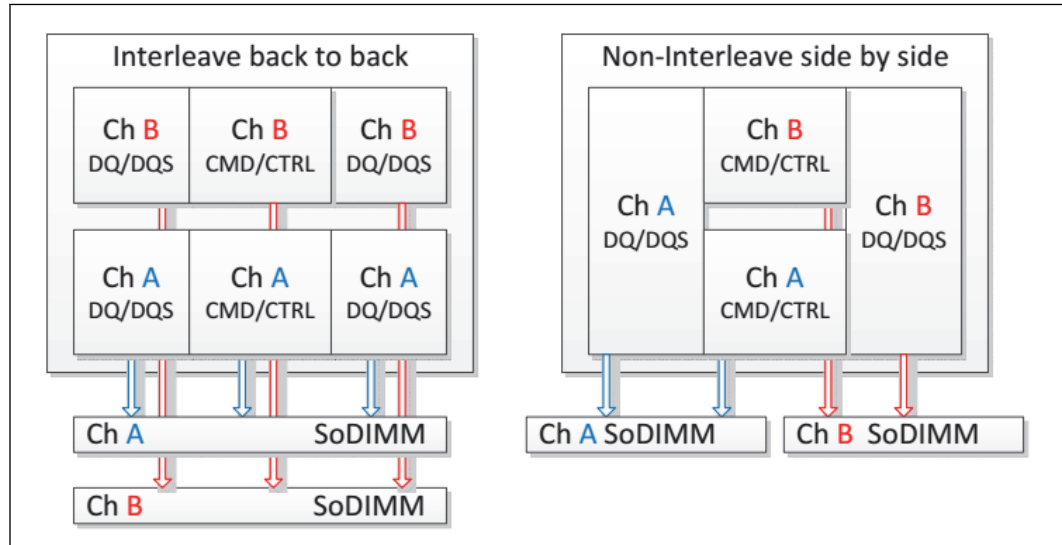 Interleave back to back
Ch B
DQ/DQS
Ch B
CMD/CTRL
Ch B
DQ/DQS
Ch A
DQ/DQS
Ch A
CMD/CTRL
Ch A
DQ/DQS
Ch A SoDIMM
Ch B SoDIMM
Non-Interleave side by side
Ch A
DQ/DQS
Ch B
CMD/CTRL
Ch A
CMD/CTRL
Ch B
DQ/DQS
Ch A SoDIMM
Ch B SoDIMM